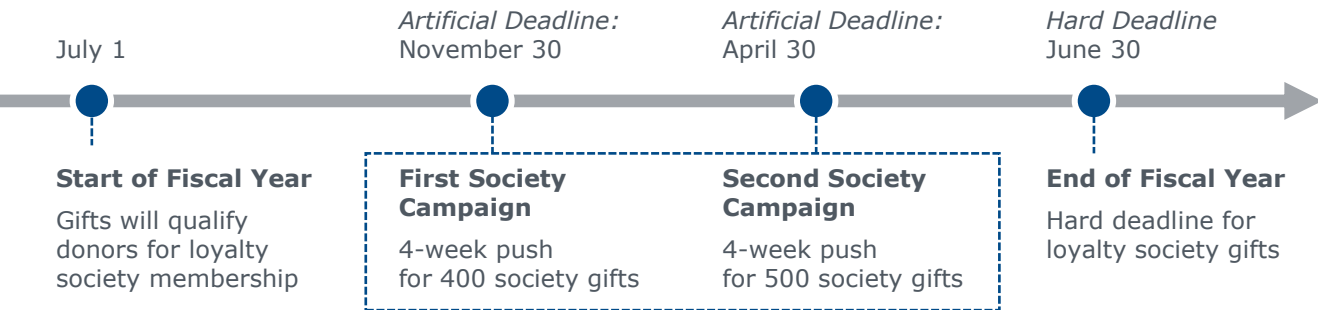 July 1
Artificial Deadline:
November 30
Artificial Deadline:
April 30
Hard Deadline
June 30
Start of Fiscal Year
Gifts will qualify
donors for loyalty
society membership
First Society
Campaign
4-week push
for 400 society gifts
Second Society
Campaign
4-week push
for 500 society gifts
End of Fiscal Year
Hard deadline for
loyalty society gifts